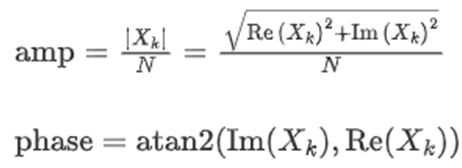 amp = |X_k|/N = √(Re (X_k)²+Im (X_k)²)/N
phase = atan2(Im(X_k), Re(X_k))